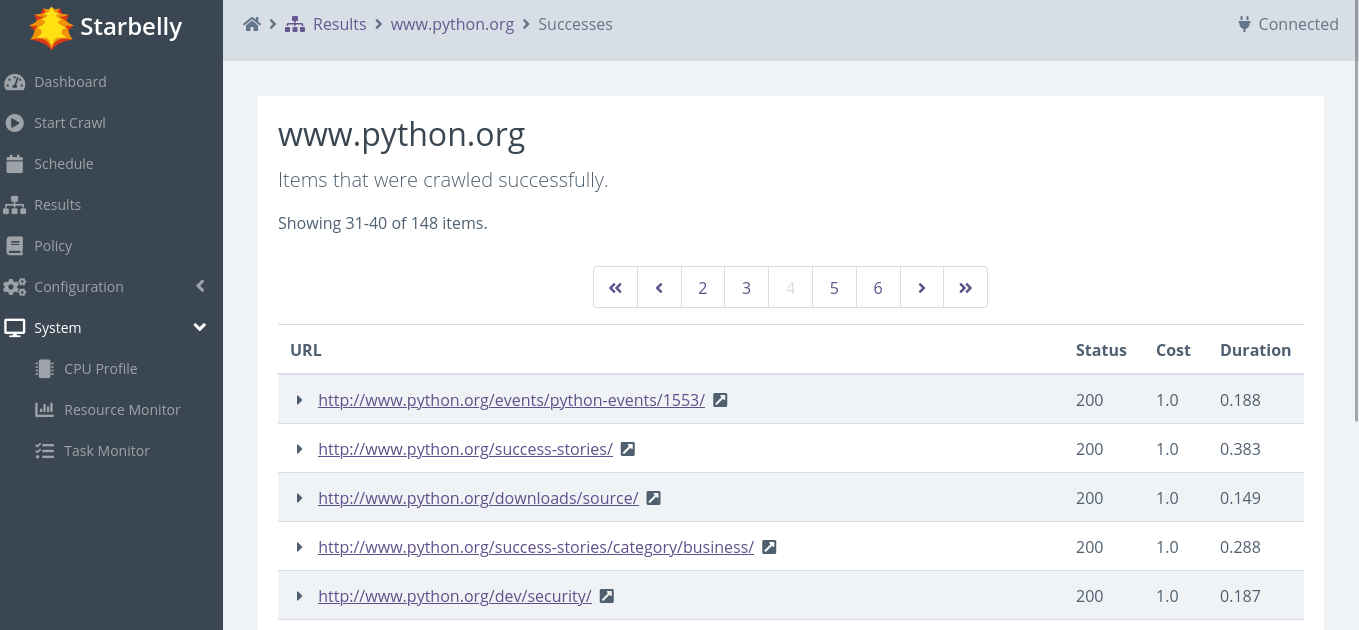 Starbelly
Results www.python.org Successes
Connected
Dashboard
Start Crawl
Schedule
Results
Policy
Configuration
System
CPU Profile
Resource Monitor
Task Monitor
www.python.org
Items that were crawled successfully.
Showing 31-40 of 148 items.
« ‹ 2 3 4 5 6 › »
URL Status Cost Duration
http://www.python.org/events/python-events/1553/ 200 1.0 0.188
http://www.python.org/success-stories/ 200 1.0 0.383
http://www.python.org/downloads/source/ 200 1.0 0.149
http://www.python.org/success-stories/category/business/ 200 1.0 0.288
http://www.python.org/dev/security/ 200 1.0 0.187